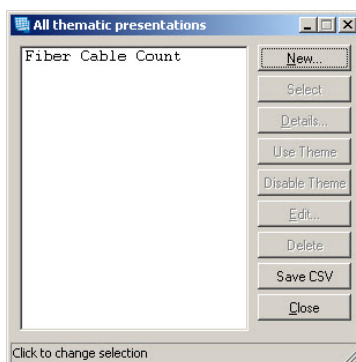 All thematic presentations
Fiber Cable Count
New...
Select
Details...
Use Theme
Disable Theme
Edit...
Delete
Save CSV
Close
Click to change selection